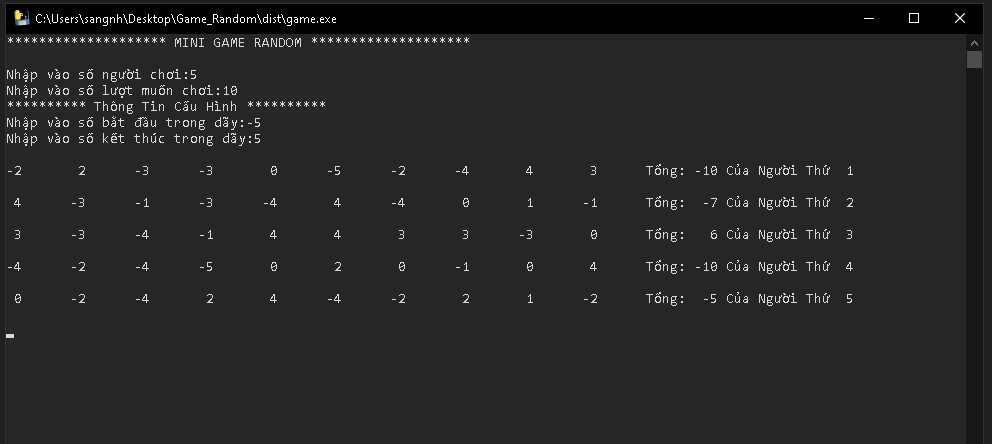 C:\Users\sangnh\Desktop\Game_Random\dist\game.exe
******************** MINI GAME RANDOM ********************
Nhập vào số người chơi:5
Nhập vào số lượt muốn chơi:10
********** Thông Tin Cấu Hình **********
Nhập vào số bắt đầu trong dãy:-5
Nhập vào số kết thúc trong dãy:5
-2 2 -3 -3 0 -5 -2 -4 4 3 Tổng: -10 Của Người Thứ 1
4 -3 -1 -3 -4 4 -4 0 1 -1 Tổng: -7 Của Người Thứ 2
3 -3 -4 -1 4 4 3 3 -3 0 Tổng: 6 Của Người Thứ 3
-4 -2 -4 -5 0 2 0 -1 0 4 Tổng: -10 Của Người Thứ 4
0 -2 -4 2 4 -4 -2 2 1 -2 Tổng: -5 Của Người Thứ 5